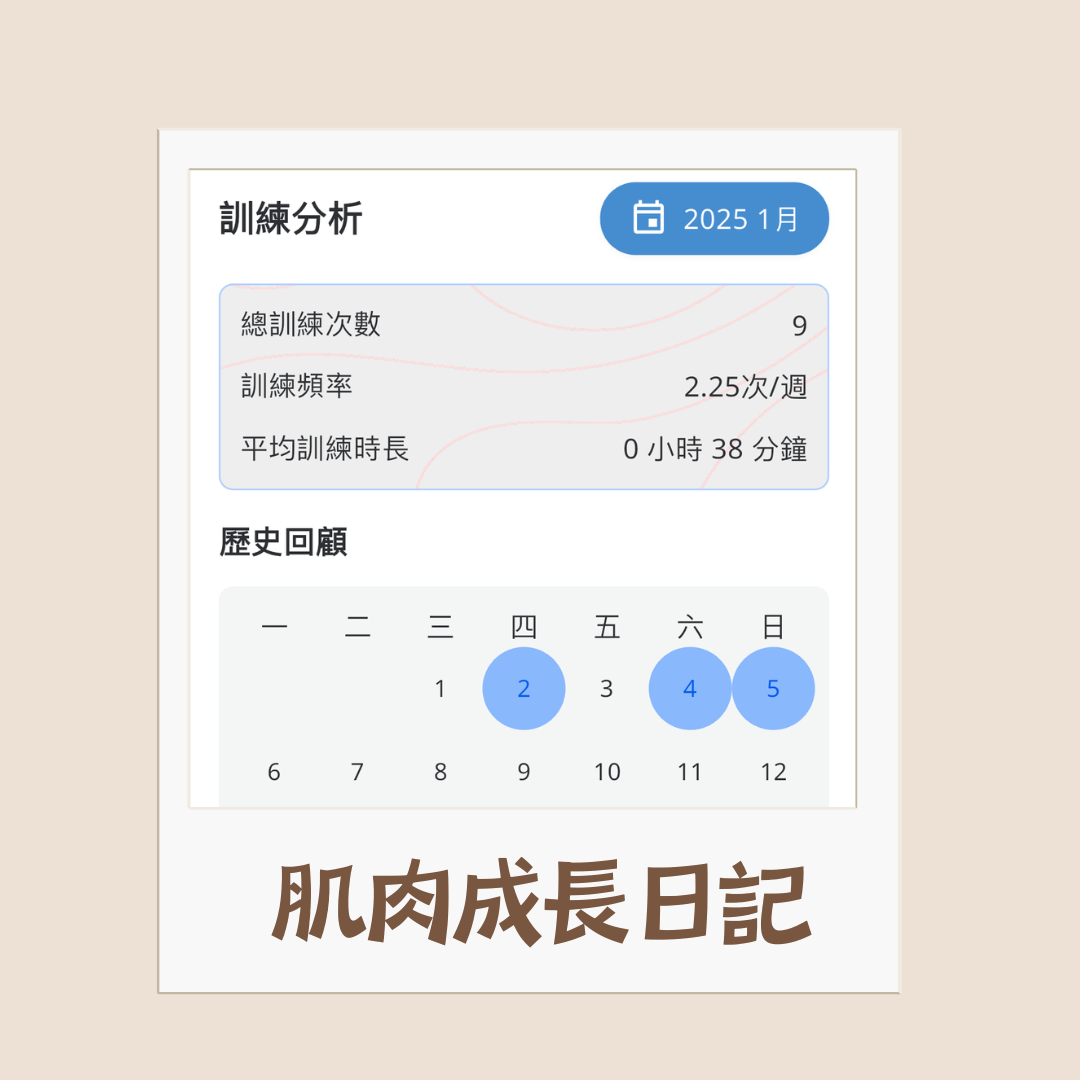 訓練分析
2025 1月
總訓練次數 9
訓練頻率 2.25次/週
平均訓練時長 0 小時 38 分鐘
歷史回顧
一 二 三 四 五 六 日
1 2 3 4 5
6 7 8 9 10 11 12
肌肉成長日記